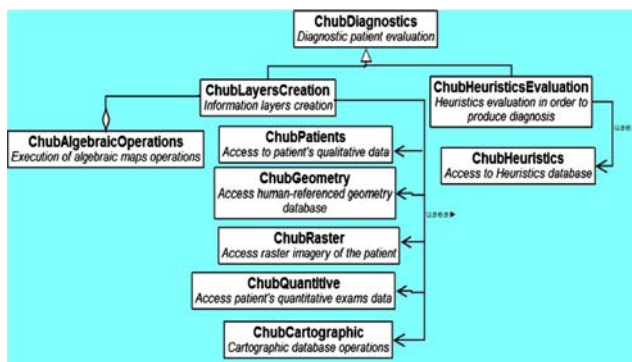 ChubDiagnostics
Diagnostic patient evaluation
ChubLayersCreation
Information layers creation
ChubHeuristicsEvaluation
Heuristics evaluation in order to
produce diagnosis
ChubAlgebraicOperations
Execution of algebraic maps operations
uses
ChubPatients
Access to patient's qualitative data
ChubHeuristics
Access to Heuristics database
ChubGeometry
Access human-referenced geometry
database
uses
ChubRaster
Access raster imagery of the patient
ChubQuantitive
Access patient's quantitative exams data
ChubCartographic
Cartographic database operations